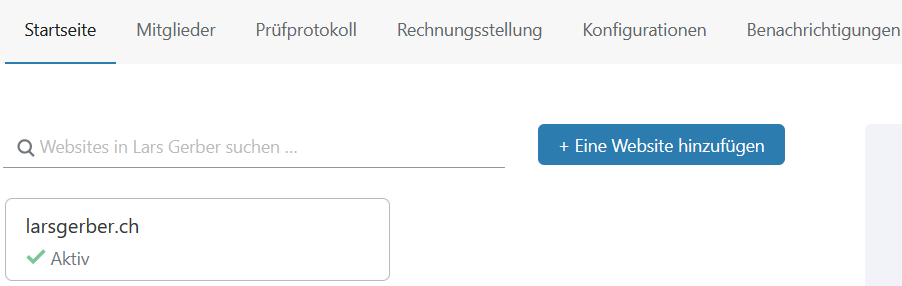 Startseite Mitglieder Prüfprotokoll Rechnungsstellung Konfigurationen Benachrichtigungen
Websites in Lars Gerber suchen ... + Eine Website hinzufügen
larsgerber.ch
Aktiv